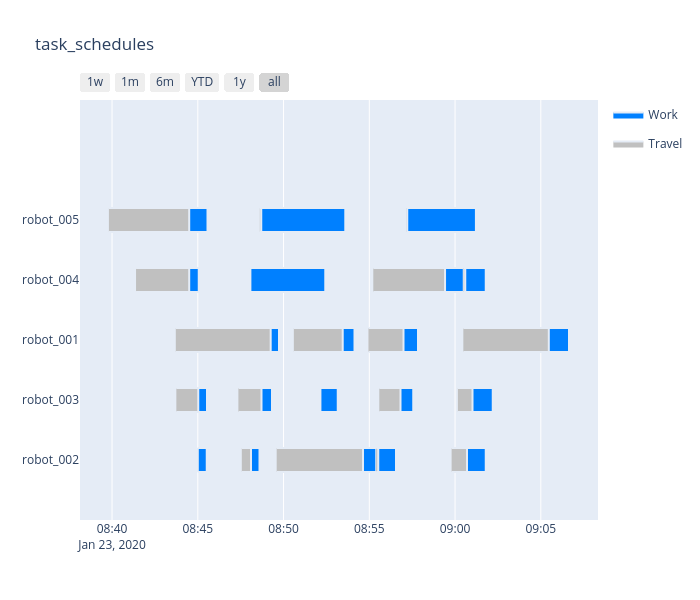 task_schedules
1w 1m 6m YTD 1y all
Work
Travel
robot_005
robot_004
robot_001
robot_003
robot_002
08:40 08:45 08:50 08:55 09:00 09:05
Jan 23, 2020